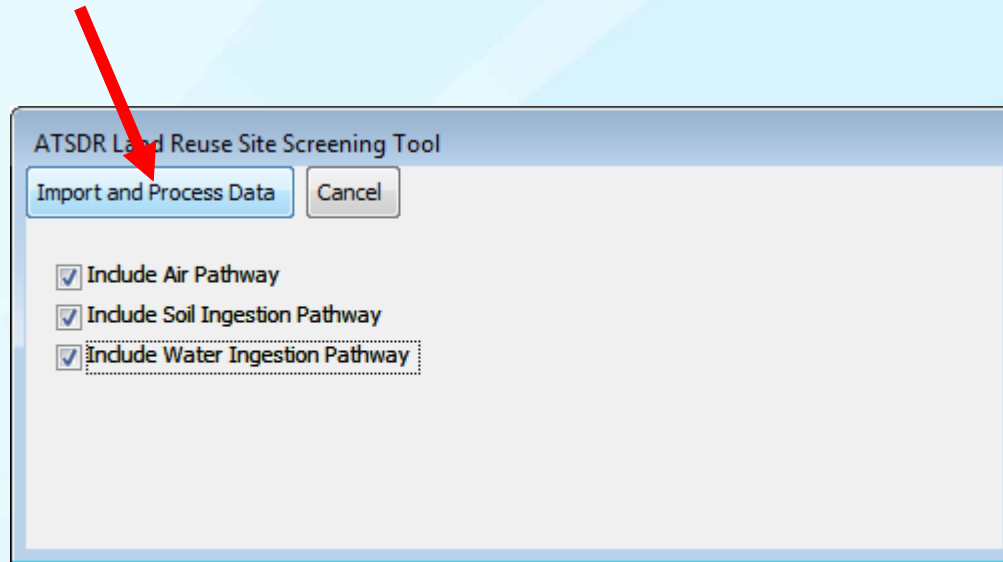 ATSDR Land Reuse Site Screening Tool
Import and Process Data Cancel
Include Air Pathway
Include Soil Ingestion Pathway
Include Water Ingestion Pathway